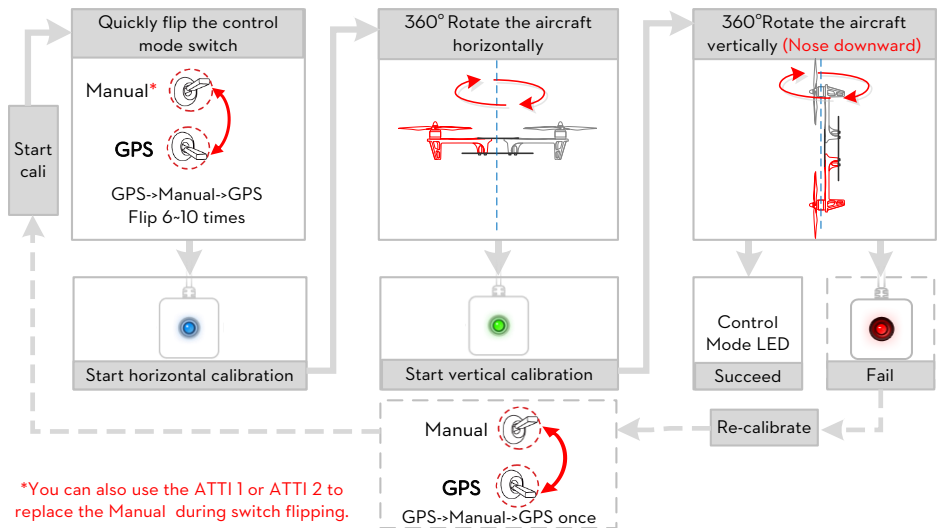 Quickly flip the control
mode switch
Manual*
GPS
GPS->Manual->GPS
Flip 6~10 times
Start
cali
360° Rotate the aircraft
horizontally
360°Rotate the aircraft
vertically (Nose downward)
Start horizontal calibration
Start vertical calibration
Control
Mode LED
Succeed
Fail
Re-calibrate
Manual
GPS
GPS->Manual->GPS once
*You can also use the ATTI 1 or ATTI 2 to
replace the Manual during switch flipping.